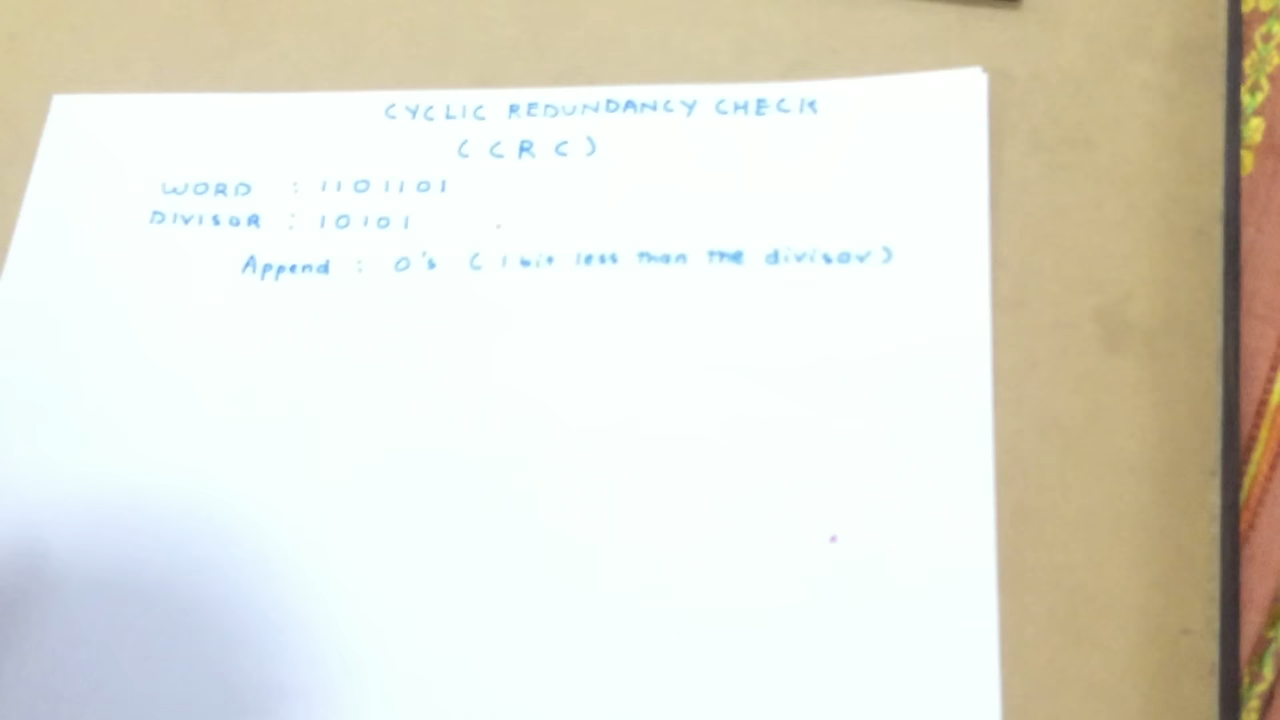 CYCLIC REDUNDANCY CHECK
(CRC)
WORD : 1101101
DIVISOR : 10101
Append : 0's (1 bit less than the divisor)